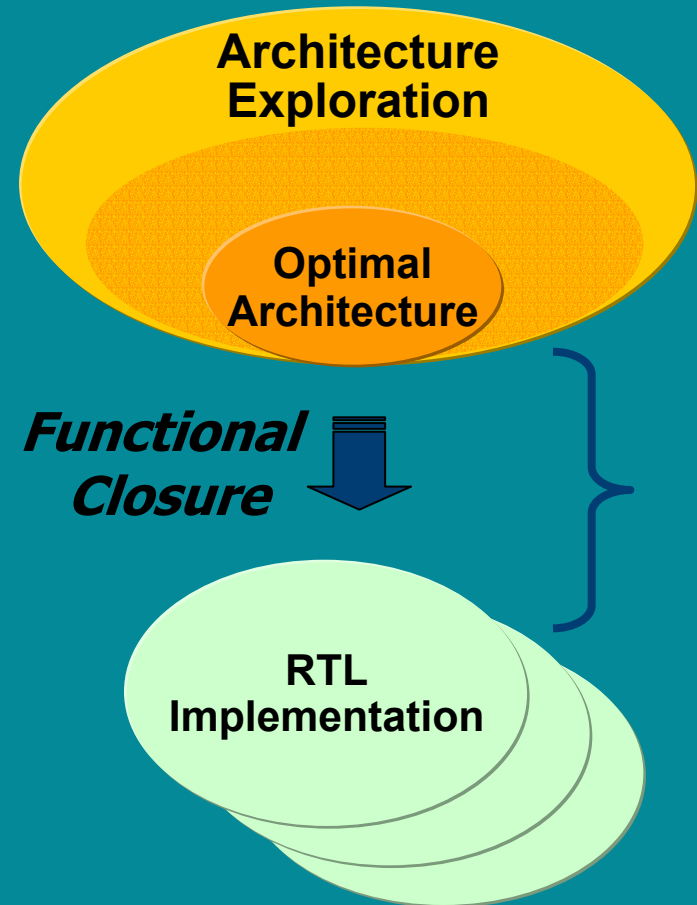 Architecture
Exploration
Optimal
Architecture
Functional
Closure
RTL
Implementation